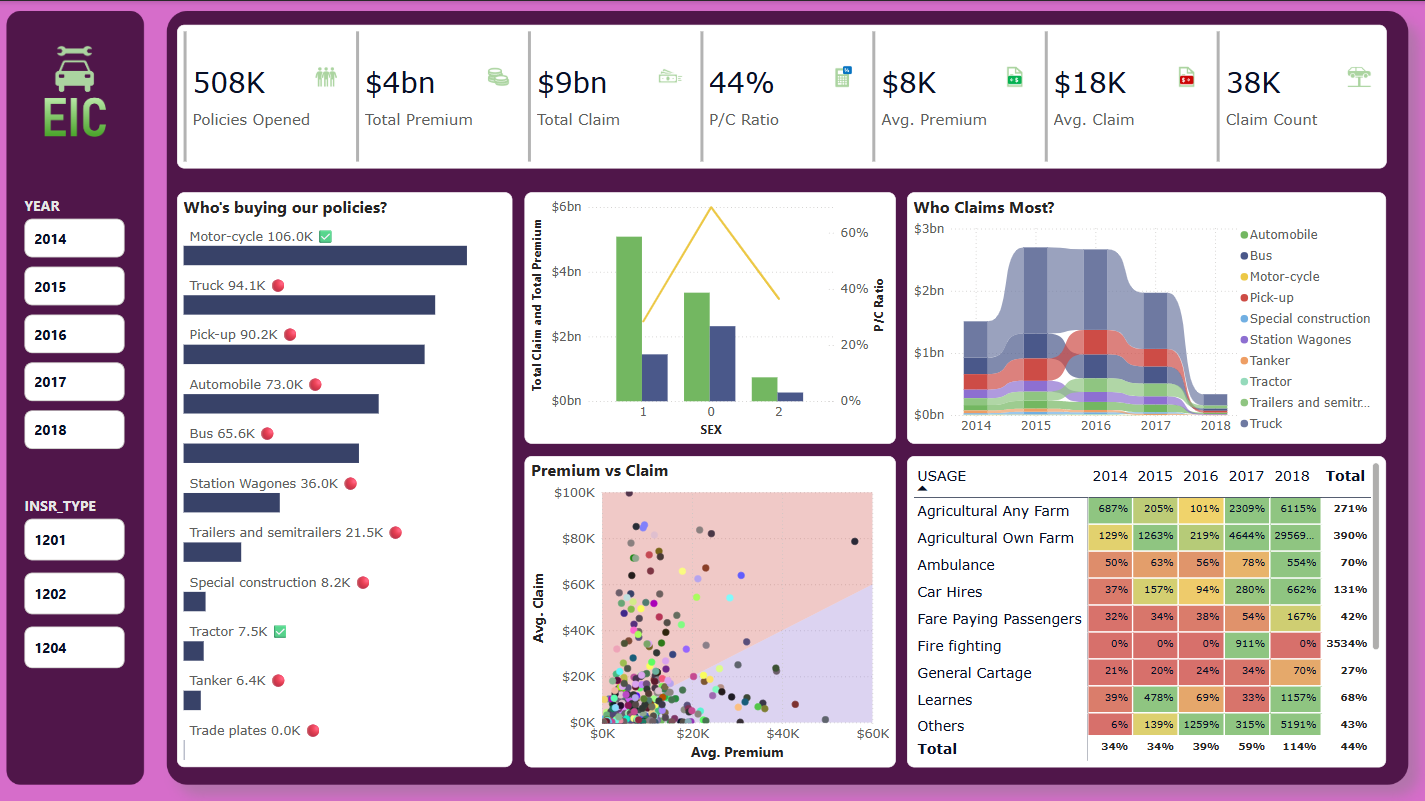 EIC
YEAR
2014
2015
2016
2017
2018
INSR_TYPE
1201
1202
1204
508K
Policies Opened
$4bn
Total Premium
$9bn
Total Claim
44%
P/C Ratio
$8K
Avg. Premium
$18K
Avg. Claim
38K
Claim Count
Who's buying our policies?
Motor-cycle 106.0K ✅
Truck 94.1K 🔴
Pick-up 90.2K 🔴
Automobile 73.0K 🔴
Bus 65.6K 🔴
Station Wagones 36.0K 🔴
Trailers and semitrailers 21.5K 🔴
Special construction 8.2K 🔴
Tractor 7.5K ✅
Tanker 6.4K 🔴
Trade plates 0.0K 🔴
Total Claim and Total Premium
$6bn
$4bn
$2bn
$0bn
60%
40%
20%
0%
P/C Ratio
1 0 2
SEX
Premium vs Claim
Avg. Claim
$100K
$80K
$60K
$40K
$20K
$0K
$0K $20K $40K $60K
Avg. Premium
Who Claims Most?
$3bn
$2bn
$1bn
$0bn
2014 2015 2016 2017 2018
Automobile
Bus
Motor-cycle
Pick-up
Special construction
Station Wagones
Tanker
Tractor
Trailers and semitr...
Truck
USAGE 2014 2015 2016 2017 2018 Total
Agricultural Any Farm 687% 205% 101% 2309% 6115% 271%
Agricultural Own Farm 129% 1263% 219% 4644% 29569... 390%
Ambulance 50% 63% 56% 78% 554% 70%
Car Hires 37% 157% 94% 280% 662% 131%
Fare Paying Passengers 32% 34% 38% 54% 167% 42%
Fire fighting 0% 0% 0% 911% 0% 3534%
General Cartage 21% 20% 24% 34% 70% 27%
Learnes 39% 478% 69% 33% 1157% 68%
Others 6% 139% 1259% 315% 5191% 43%
Total 34% 34% 39% 59% 114% 44%